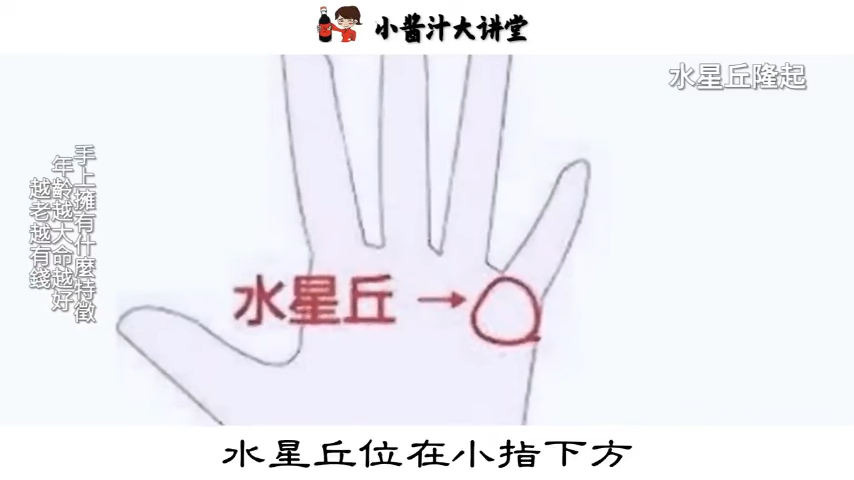 小酱汁大讲堂
水星丘隆起
手上擁有什麼特徵
年齡越大命越好
越老越有錢
水星丘
水星丘位在小指下方